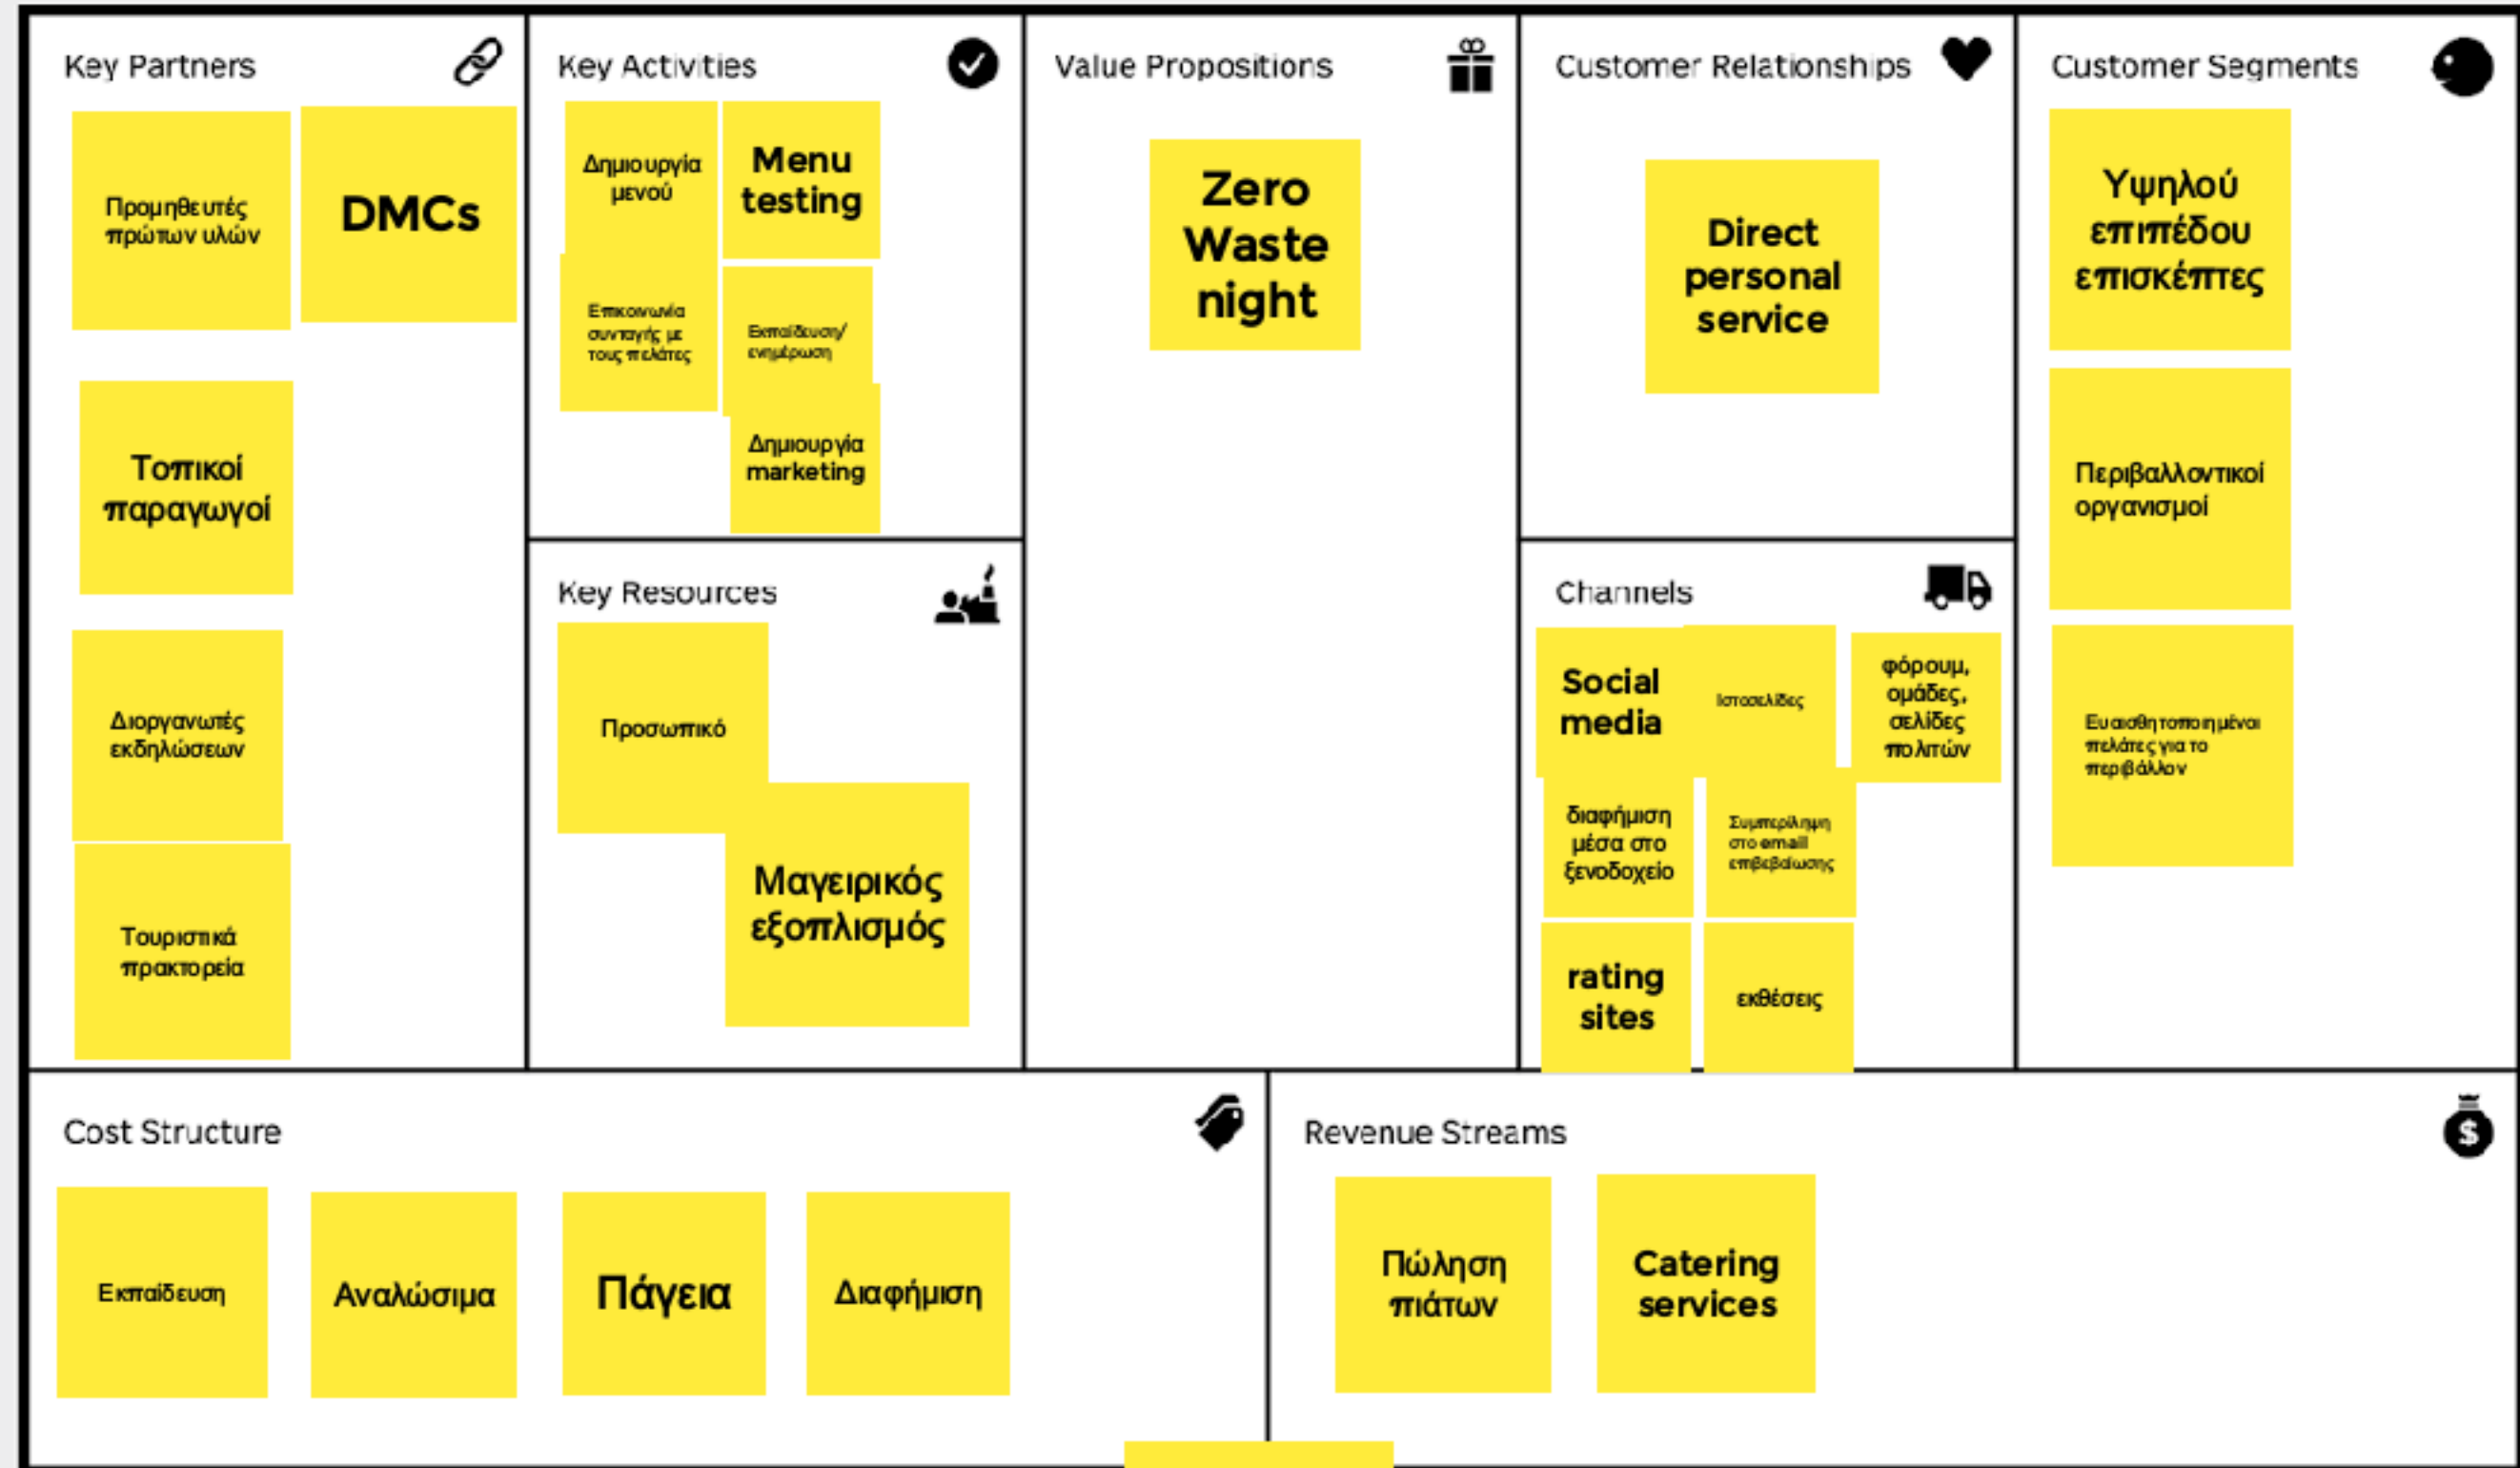 Key Partners
Προμηθευτές
πρώτων υλών
DMCs
Τοπικοί
παραγωγοί
Διοργανωτές
εκδηλώσεων
Τουριστικά
πρακτορεία
Key Activities
Δημιουργία
μενού
Menu
testing
Επικοινωνία
συνταγής με
τους πελάτες
Εκπαίδευση/
ενημέρωση
Δημιουργία
marketing
Key Resources
Προσωπικό
Μαγειρικός
εξοπλισμός
Value Propositions
Zero
Waste
night
Customer Relationships
Direct
personal
service
Channels
Social
media
Ιστοσελίδες
φόρουμ,
ομάδες,
σελίδες
πολιτών
διαφήμιση
μέσα στο
ξενοδοχείο
Συμπερίληψη
στο email
επιβεβαίωσης
rating
sites
εκθέσεις
Customer Segments
Υψηλού
επιπέδου
επισκέπτες
Περιβαλλοντικοί
οργανισμοί
Ευαισθητοποιημένοι
πελάτες για το
περιβάλλον
Cost Structure
Εκπαίδευση
Αναλώσιμα
Πάγεια
Διαφήμιση
Revenue Streams
Πώληση
πιάτων
Catering
services